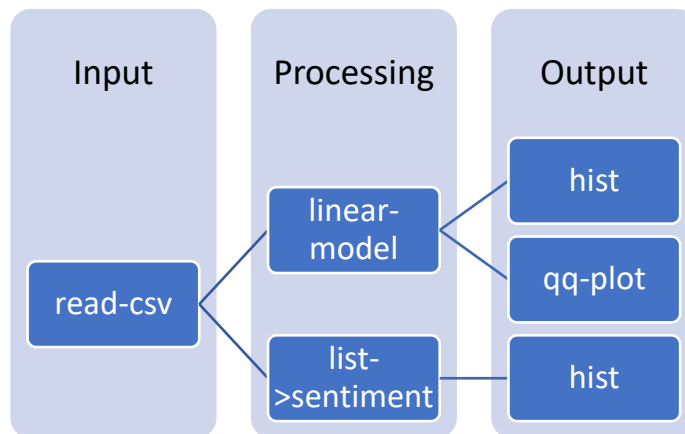 Input
Processing
Output
read-csv
linear-
model
list-
>sentiment
hist
qq-plot
hist